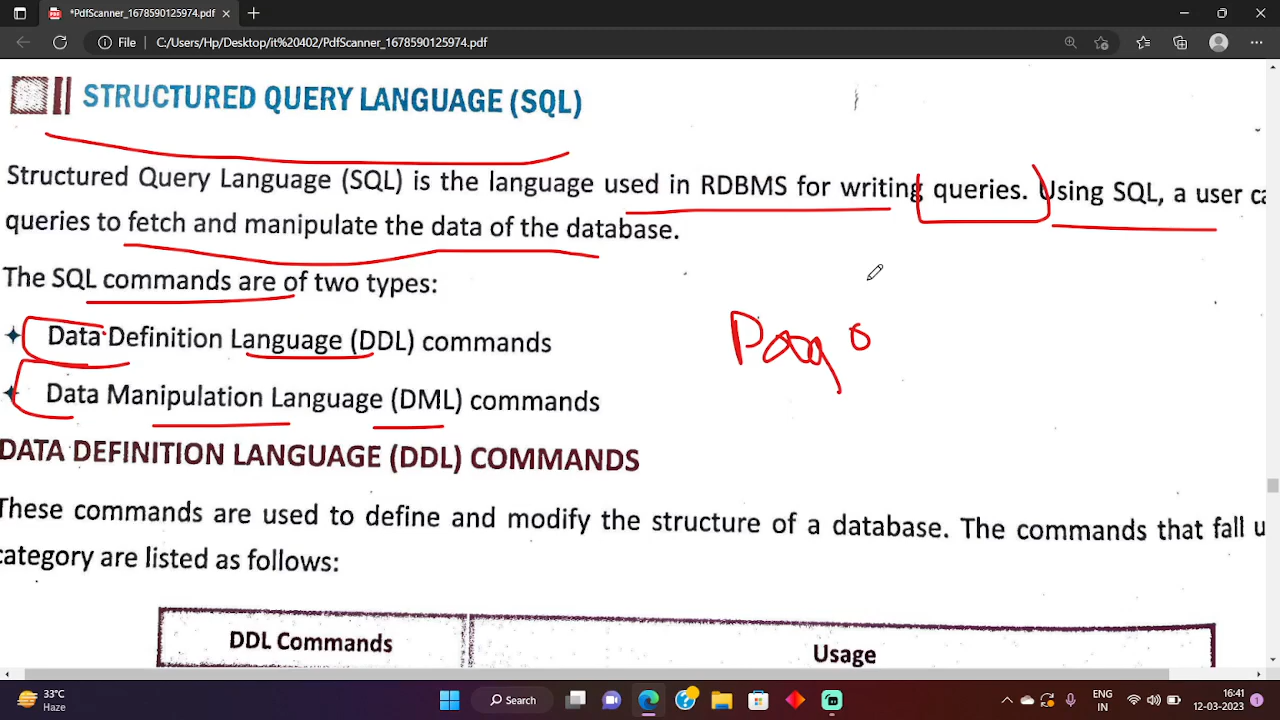 *PdfScanner_1678590125974.pdf
File C:/Users/Hp/Desktop/it%20402/PdfScanner_1678590125974.pdf
STRUCTURED QUERY LANGUAGE (SQL)
Structured Query Language (SQL) is the language used in RDBMS for writing queries. Using SQL, a user ca
queries to fetch and manipulate the data of the database.
The SQL commands are of two types:
Data Definition Language (DDL) commands
Data Manipulation Language (DML) commands
DATA DEFINITION LANGUAGE (DDL) COMMANDS
These commands are used to define and modify the structure of a database. The commands that fall u
category are listed as follows:
DDL Commands Usage
33°C
Haze
Search
ENG
IN
16:41
12-03-2023
1